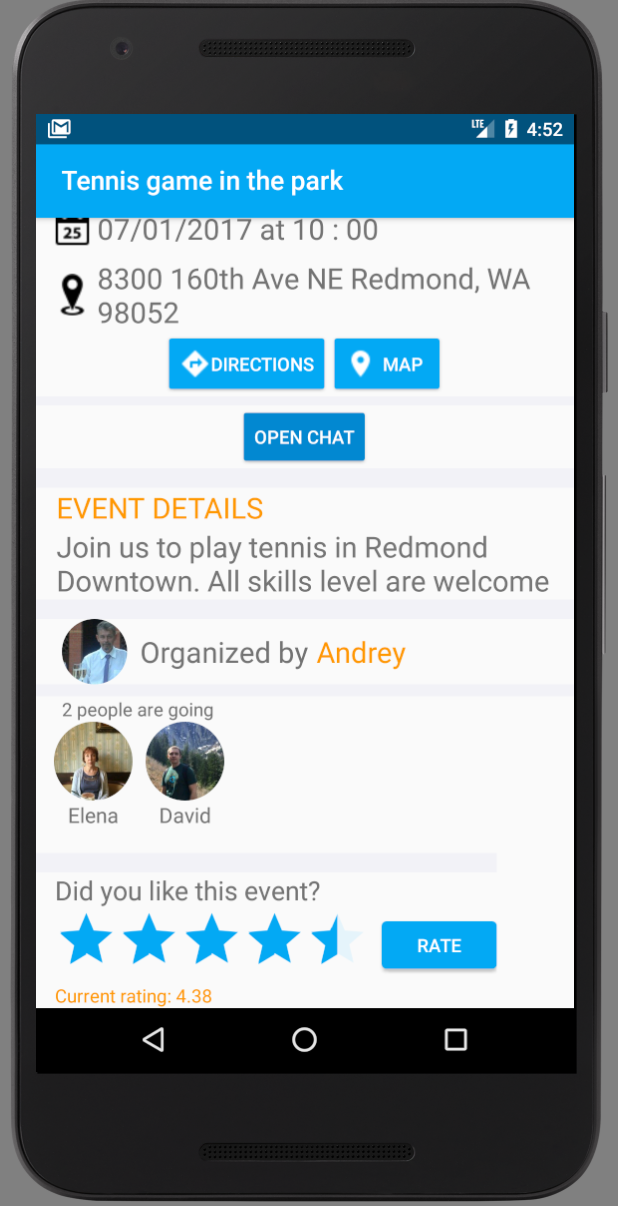 LTE 4:52
Tennis game in the park
25 07/01/2017 at 10 : 00
8300 160th Ave NE Redmond, WA
98052
DIRECTIONS MAP
OPEN CHAT
EVENT DETAILS
Join us to play tennis in Redmond
Downtown. All skills level are welcome
Organized by Andrey
2 people are going
Elena David
Did you like this event?
RATE
Current rating: 4.38